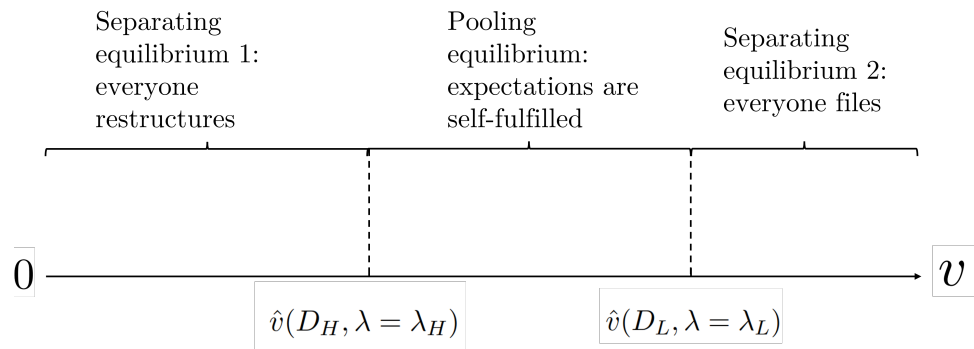 Separating
equilibrium 1:
everyone
restructures
Pooling
equilibrium:
expectations are
self-fulfilled
Separating
equilibrium 2:
everyone files
0
v
v̂(D_H, λ = λ_H)
v̂(D_L, λ = λ_L)